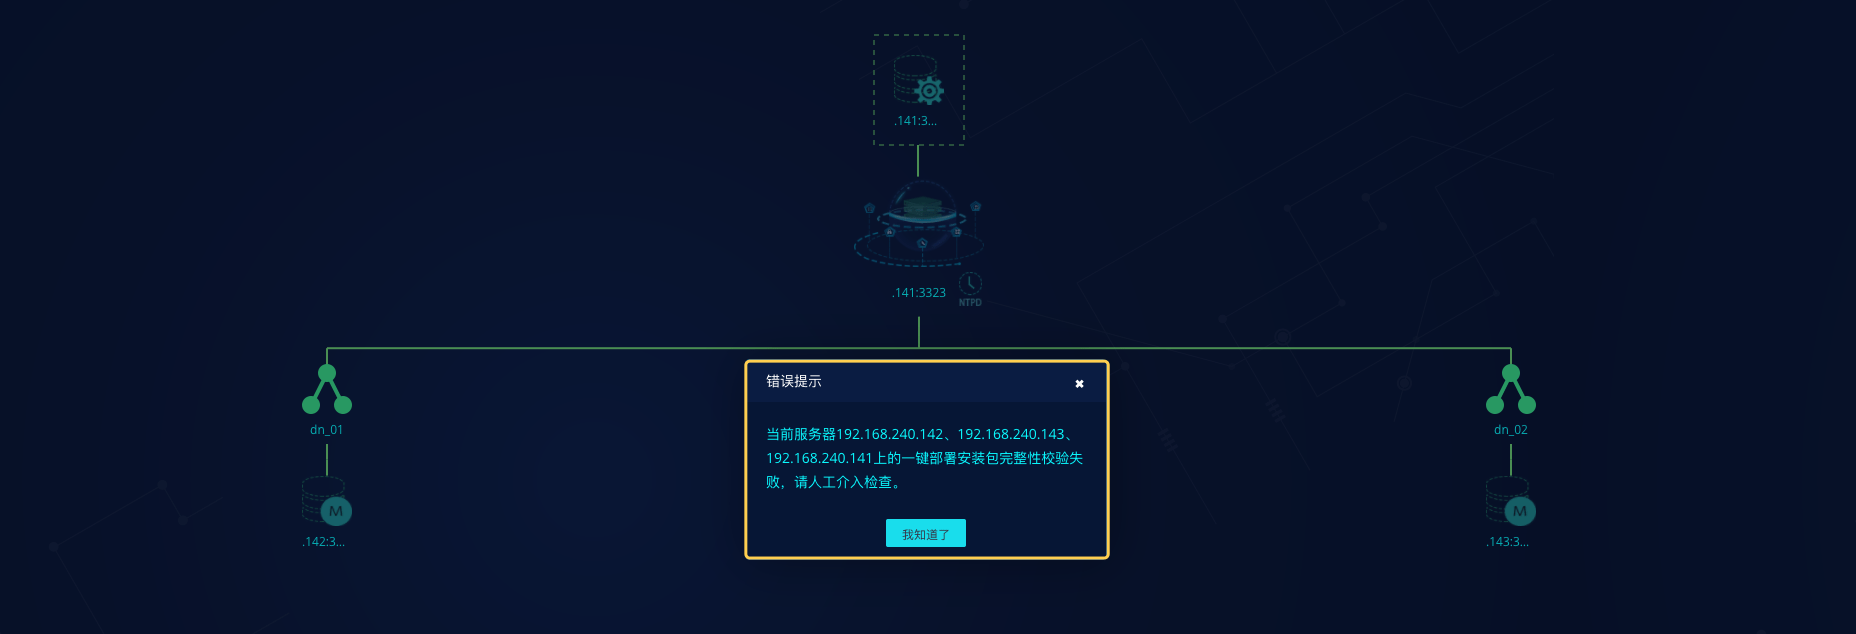 .141:3...
.141:3323
NTPD
错误提示
✖
当前服务器192.168.240.142、192.168.240.143、
192.168.240.141上的一键部署安装包完整性校验失
败，请人工介入检查。
我知道了
dn_01
M
.142:3...
dn_02
M
.143:3...